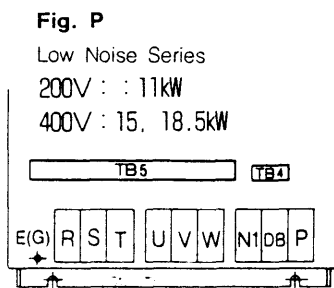 Fig. P
Low Noise Series
200V : : 11kW
400V : 15, 18.5kW
TB5 TB4
E(G) R S T U V W N1 DB P